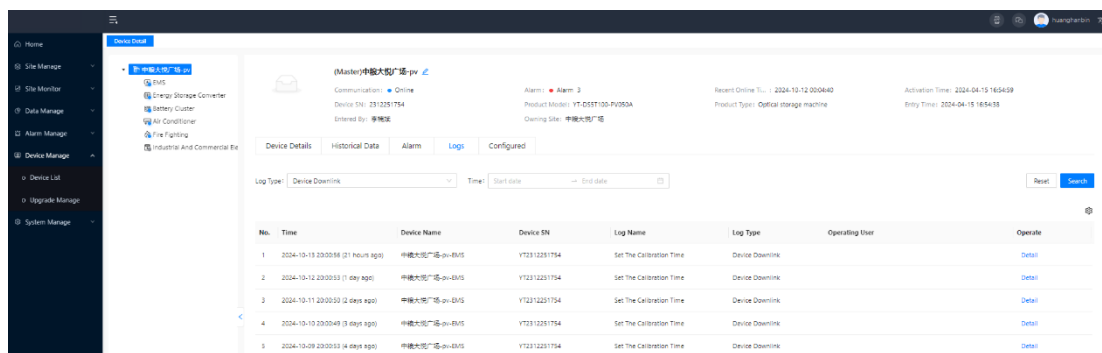 huangherbin
Home
Device Detail
Site Manage
Site Monitor
Data Manage
Alarm Manage
Device Manage
Device List
Upgrade Manage
System Manage
中粮大悦广场-pv
EMS
Energy Storage Converter
Battery Cluster
Air Conditioner
Fire Fighting
Industrial And Commercial Ele
(Master)中粮大悦广场-pv
Communication: Online Alarm: Alarm 3 Recent Online Ti... : 2024-10-12 00:04:40 Activation Time: 2024-04-15 16:54:59
Device SN: 2312251754 Product Model: YT-DSST100-PV050A Product Type: Optical storage machine Entry Time: 2024-04-15 16:54:38
Entered By: Owning Site: 中粮大悦广场
Device Details Historical Data Alarm Logs Configured
Log Type: Device Downlink Time: Start date → End date Reset Search
No. Time Device Name Device SN Log Name Log Type Operating User Operate
1 2024-10-13 20:00:58 (21 hours ago) 中粮大悦广场-pv-EMS YT2312251754 Set The Calibration Time Device Downlink Detail
2 2024-10-12 20:00:55 (1 day ago) 中粮大悦广场-pv-EMS YT2312251754 Set The Calibration Time Device Downlink Detail
3 2024-10-11 20:00:53 (2 days ago) 中粮大悦广场-pv-EMS YT2312251754 Set The Calibration Time Device Downlink Detail
4 2024-10-10 20:00:49 (3 days ago) 中粮大悦广场-pv-EMS YT2312251754 Set The Calibration Time Device Downlink Detail
5 2024-10-09 20:00:53 (4 days ago) 中粮大悦广场-pv-EMS YT2312251754 Set The Calibration Time Device Downlink Detail